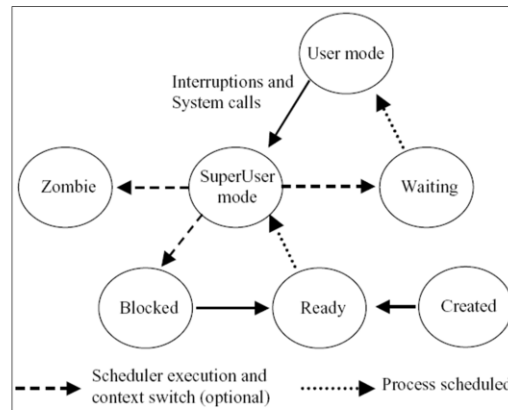 User mode
Interruptions and
System calls
Zombie
SuperUser
mode
Waiting
Blocked
Ready
Created
Scheduler execution and
context switch (optional)
Process scheduled